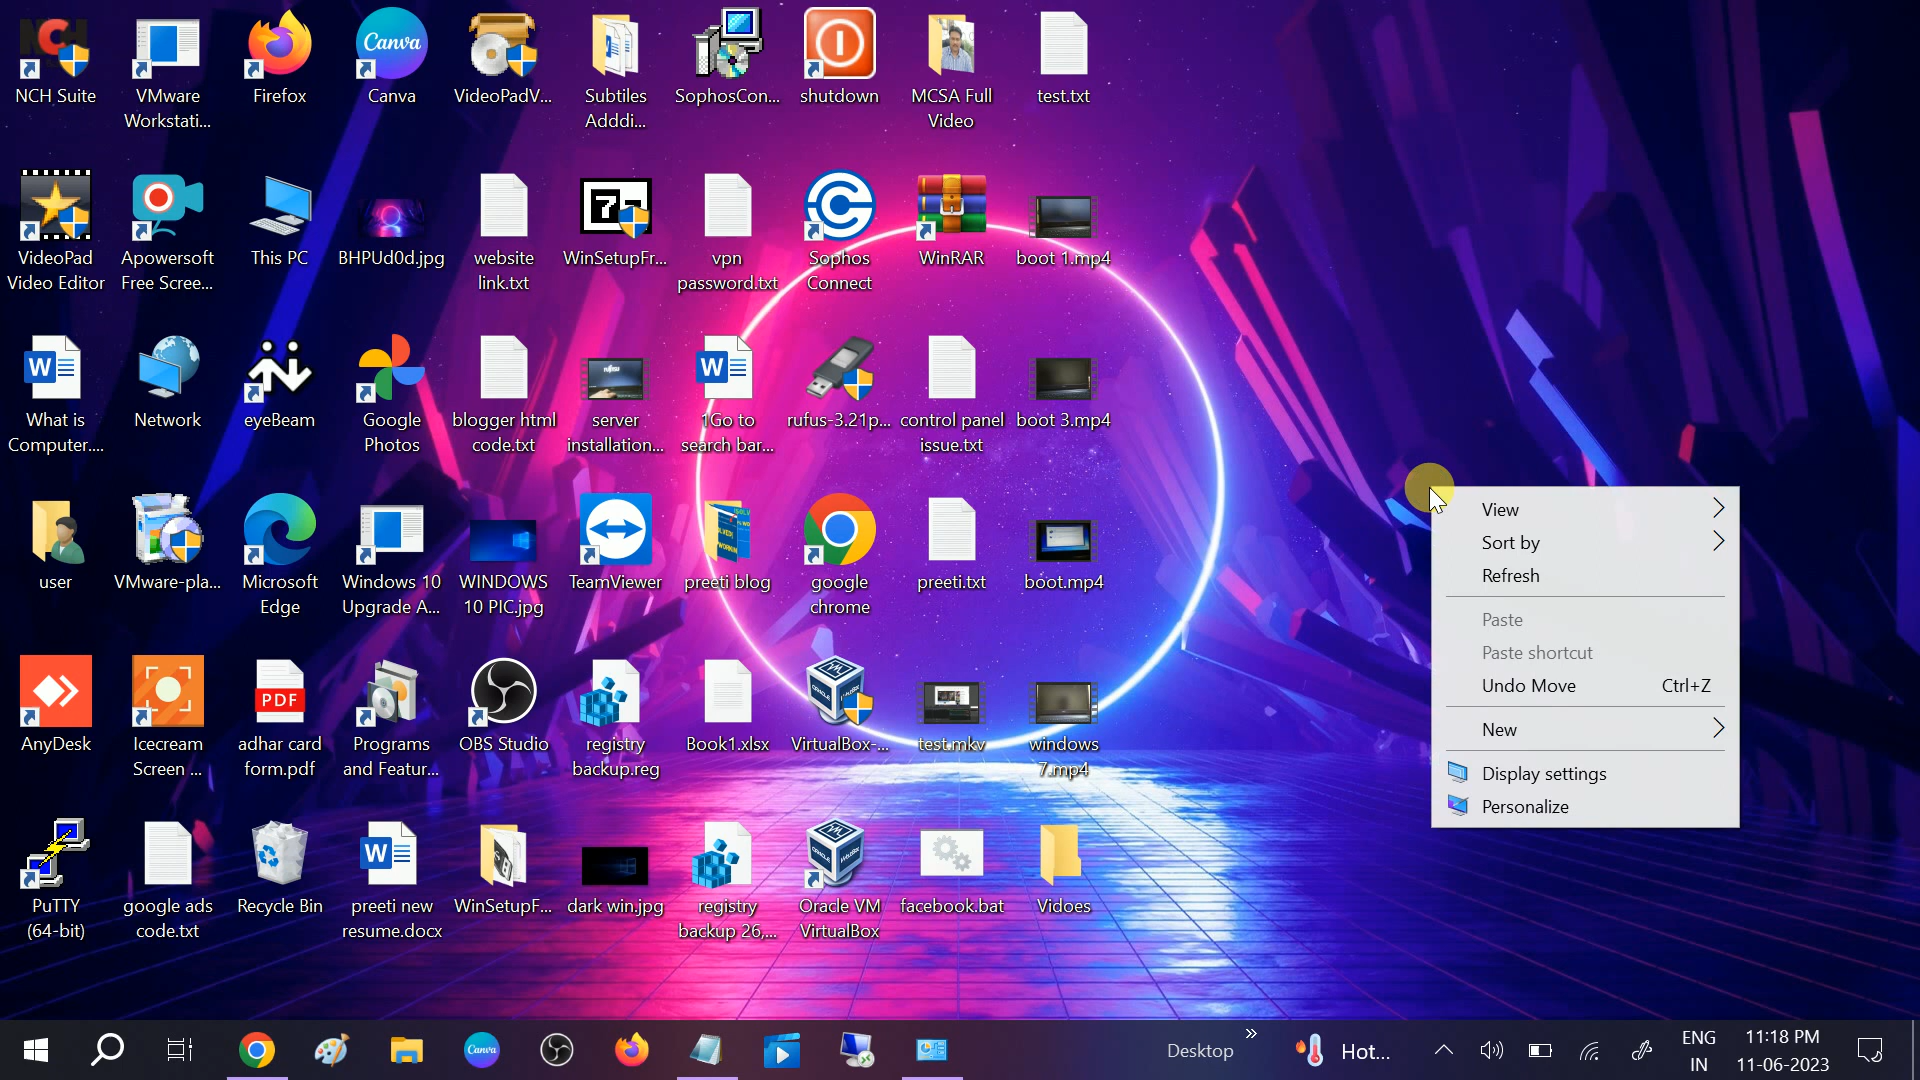 NCH Suite
VMware
Workstati...
Firefox
Canva
Canva
VideoPadV...
Subtiles
Adddi...
SophosCon...
shutdown
MCSA Full
Video
test.txt
VideoPad
Video Editor
Apowersoft
Free Scree...
This PC
BHPUd0d.jpg
website
link.txt
WinSetupFr...
vpn
password.txt
Sophos
Connect
WinRAR
boot 1.mp4
What is
Computer....
Network
eyeBeam
Google
Photos
blogger html
code.txt
server
installation...
1Go to
search bar...
rufus-3.21p...
control panel
issue.txt
boot 3.mp4
user
VMware-pla...
Microsoft
Edge
Windows 10
Upgrade A...
WINDOWS
10 PIC.jpg
TeamViewer
preeti blog
google
chrome
preeti.txt
boot.mp4
AnyDesk
Icecream
Screen ...
PDF
adhar card
form.pdf
Programs
and Featur...
OBS Studio
registry
backup.reg
Book1.xlsx
VirtualBox-...
test.mkv
windows
7.mp4
PuTTY
(64-bit)
google ads
code.txt
Recycle Bin
preeti new
resume.docx
WinSetupF...
dark win.jpg
registry
backup 26,...
Oracle VM
VirtualBox
facebook.bat
Vidoes
View
Sort by
Refresh
Paste
Paste shortcut
Undo Move Ctrl+Z
New
Display settings
Personalize
Canva
Desktop
Hot...
ENG
IN
11:18 PM
11-06-2023